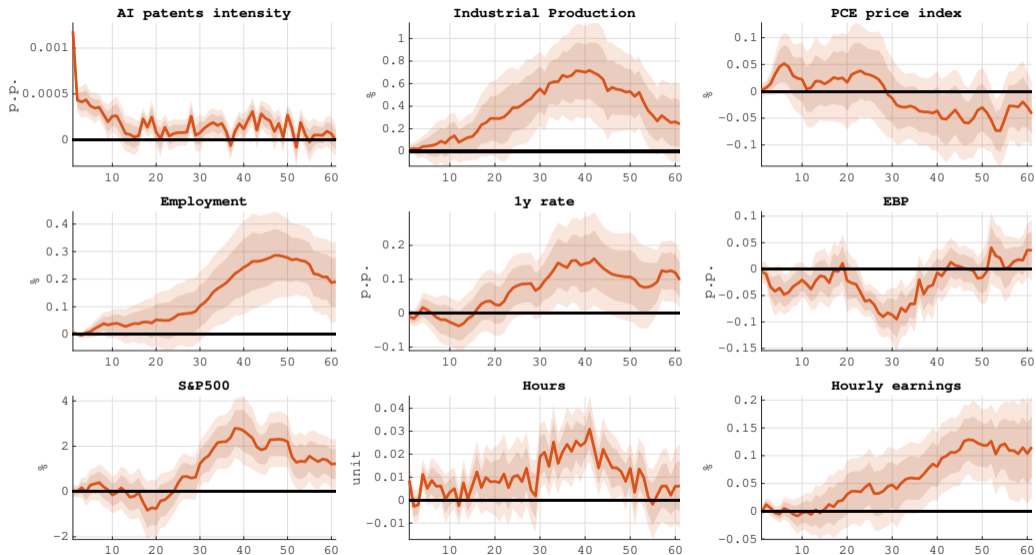 AI patents intensity
p.p.
0.001
0.0005
0
10 20 30 40 50 60
Industrial Production
%
1
0.8
0.6
0.4
0.2
0
10 20 30 40 50 60
PCE price index
%
0.1
0.05
0
-0.05
-0.1
10 20 30 40 50 60
Employment
%
0.4
0.3
0.2
0.1
0
10 20 30 40 50 60
1y rate
p.p.
0.2
0.1
0
-0.1
10 20 30 40 50 60
EBP
p.p.
0.1
0.05
0
-0.05
-0.1
-0.15
10 20 30 40 50 60
S&P500
%
4
2
0
-2
10 20 30 40 50 60
Hours
unit
0.04
0.03
0.02
0.01
0
-0.01
10 20 30 40 50 60
Hourly earnings
%
0.2
0.15
0.1
0.05
0
-0.05
10 20 30 40 50 60